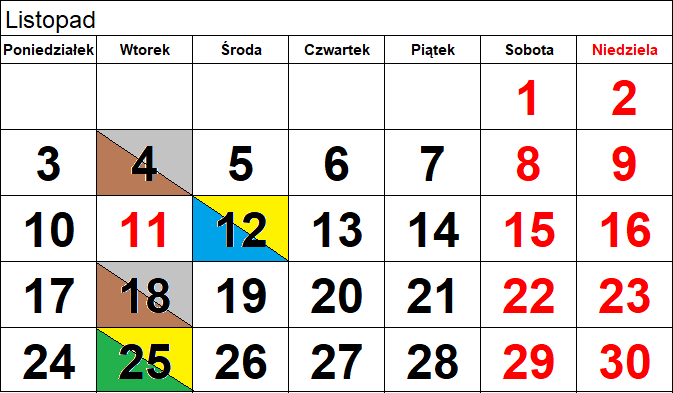 Listopad
Poniedziałek Wtorek Środa Czwartek Piątek Sobota Niedziela
1 2
3 4 5 6 7 8 9
10 11 12 13 14 15 16
17 18 19 20 21 22 23
24 25 26 27 28 29 30